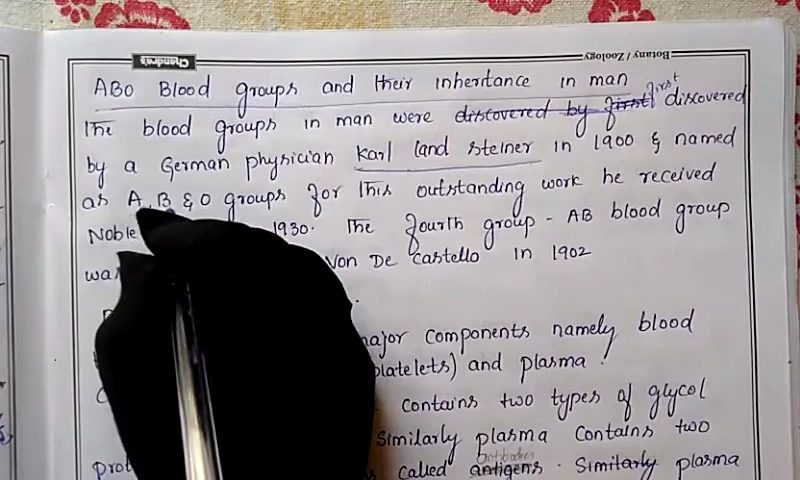 Chandra's Botany / Zoology
ABO Blood groups and their inheritance in man
The blood groups in man were discovered by first first discovered
by a German physician Karl land steiner in 1900 & named
as A, B & O groups for this outstanding work he received
Noble 1930. The fourth group - AB blood group
was Von De Castello in 1902
major components namely blood
platelets) and plasma.
contains two types of glycol
Similarly plasma contains two
called antigens antibodies. Similarly plasma